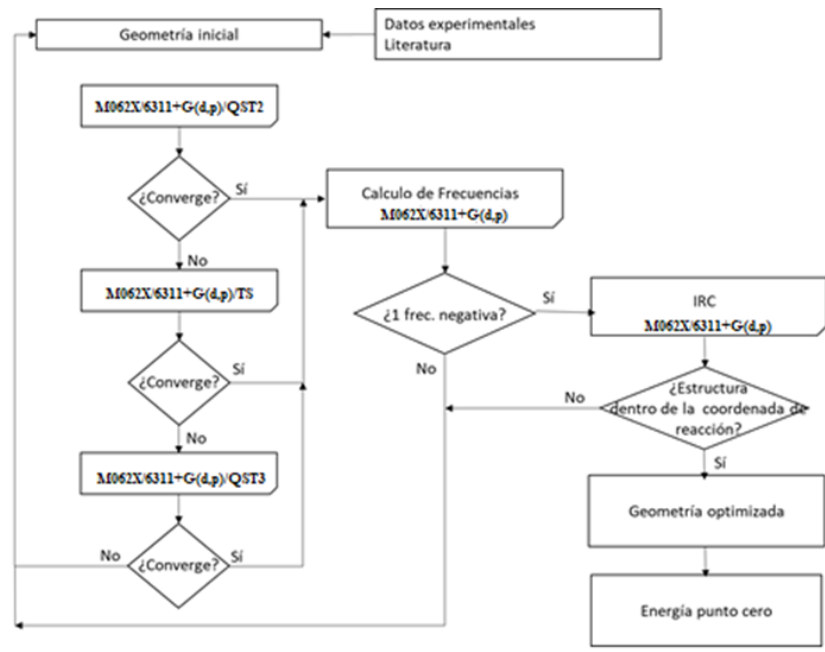 Geometría inicial
Datos experimentales
Literatura
M062X/6311+G(d,p)/QST2
¿Converge?
Sí
No
M062X/6311+G(d,p)/TS
¿Converge?
Sí
No
M062X/6311+G(d,p)/QST3
¿Converge?
No
Sí
Calculo de Frecuencias
M062X/6311+G(d,p)
¿1 frec. negativa?
Sí
No
IRC
M062X/6311+G(d,p)
¿Estructura
dentro de la coordenada de
reacción?
No
Sí
Geometría optimizada
Energía punto cero